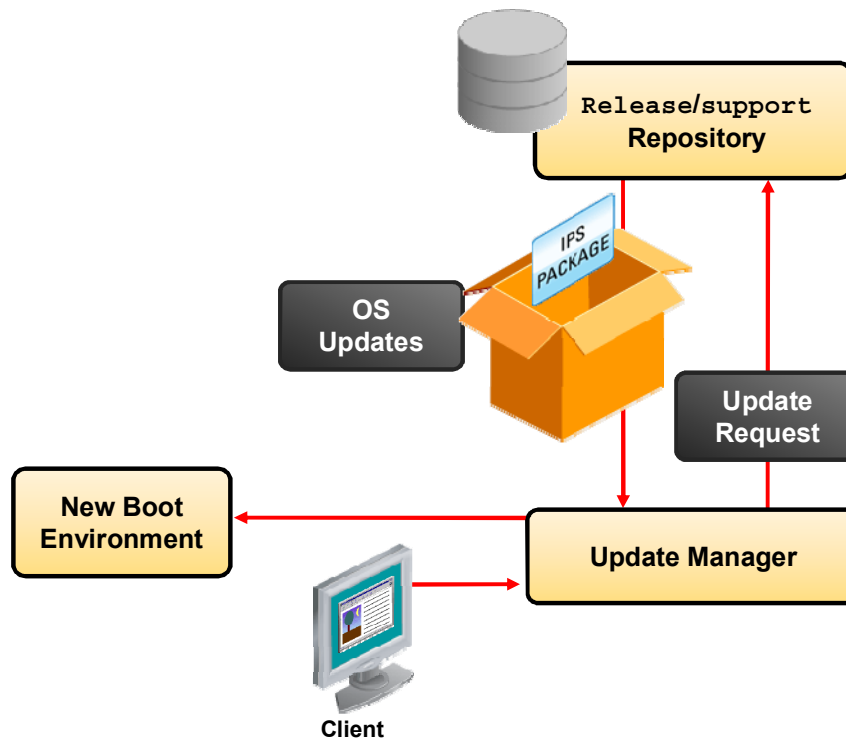 Release/support
Repository
IPS
PACKAGE
OS
Updates
Update
Request
New Boot
Environment
Update Manager
Client